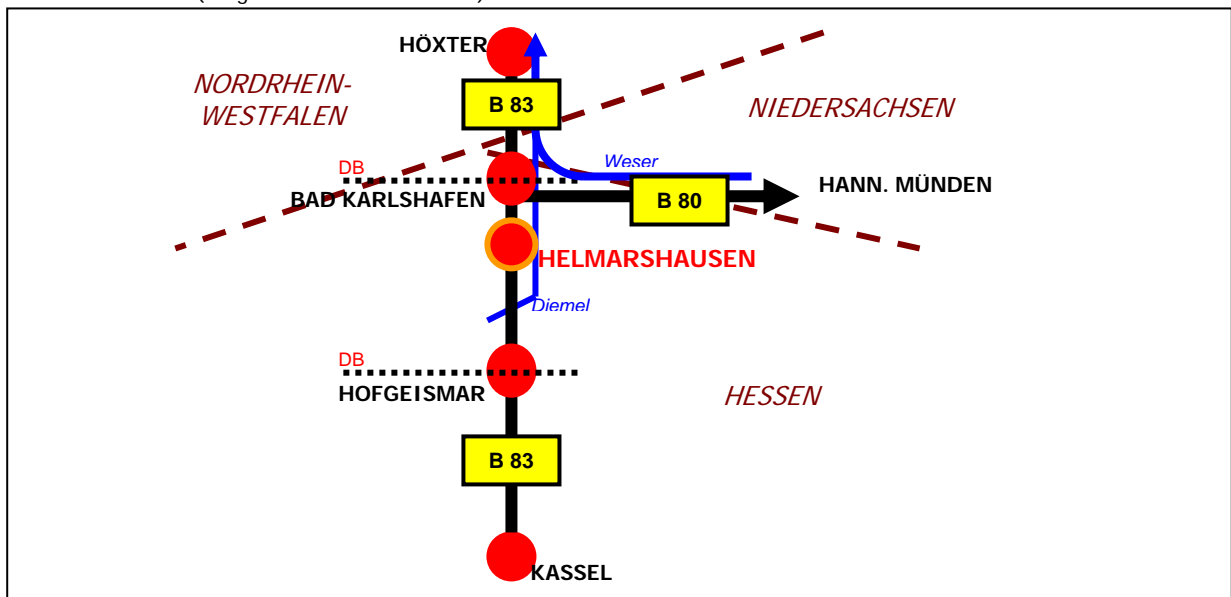 HÖXTER
NORDRHEIN-
WESTFALEN
B 83
NIEDERSACHSEN
DB
Weser
BAD KARLSHAFEN
B 80
HANN. MÜNDEN
HELMARSHAUSEN
Diemel
DB
HOFGEISMAR
HESSEN
B 83
KASSEL